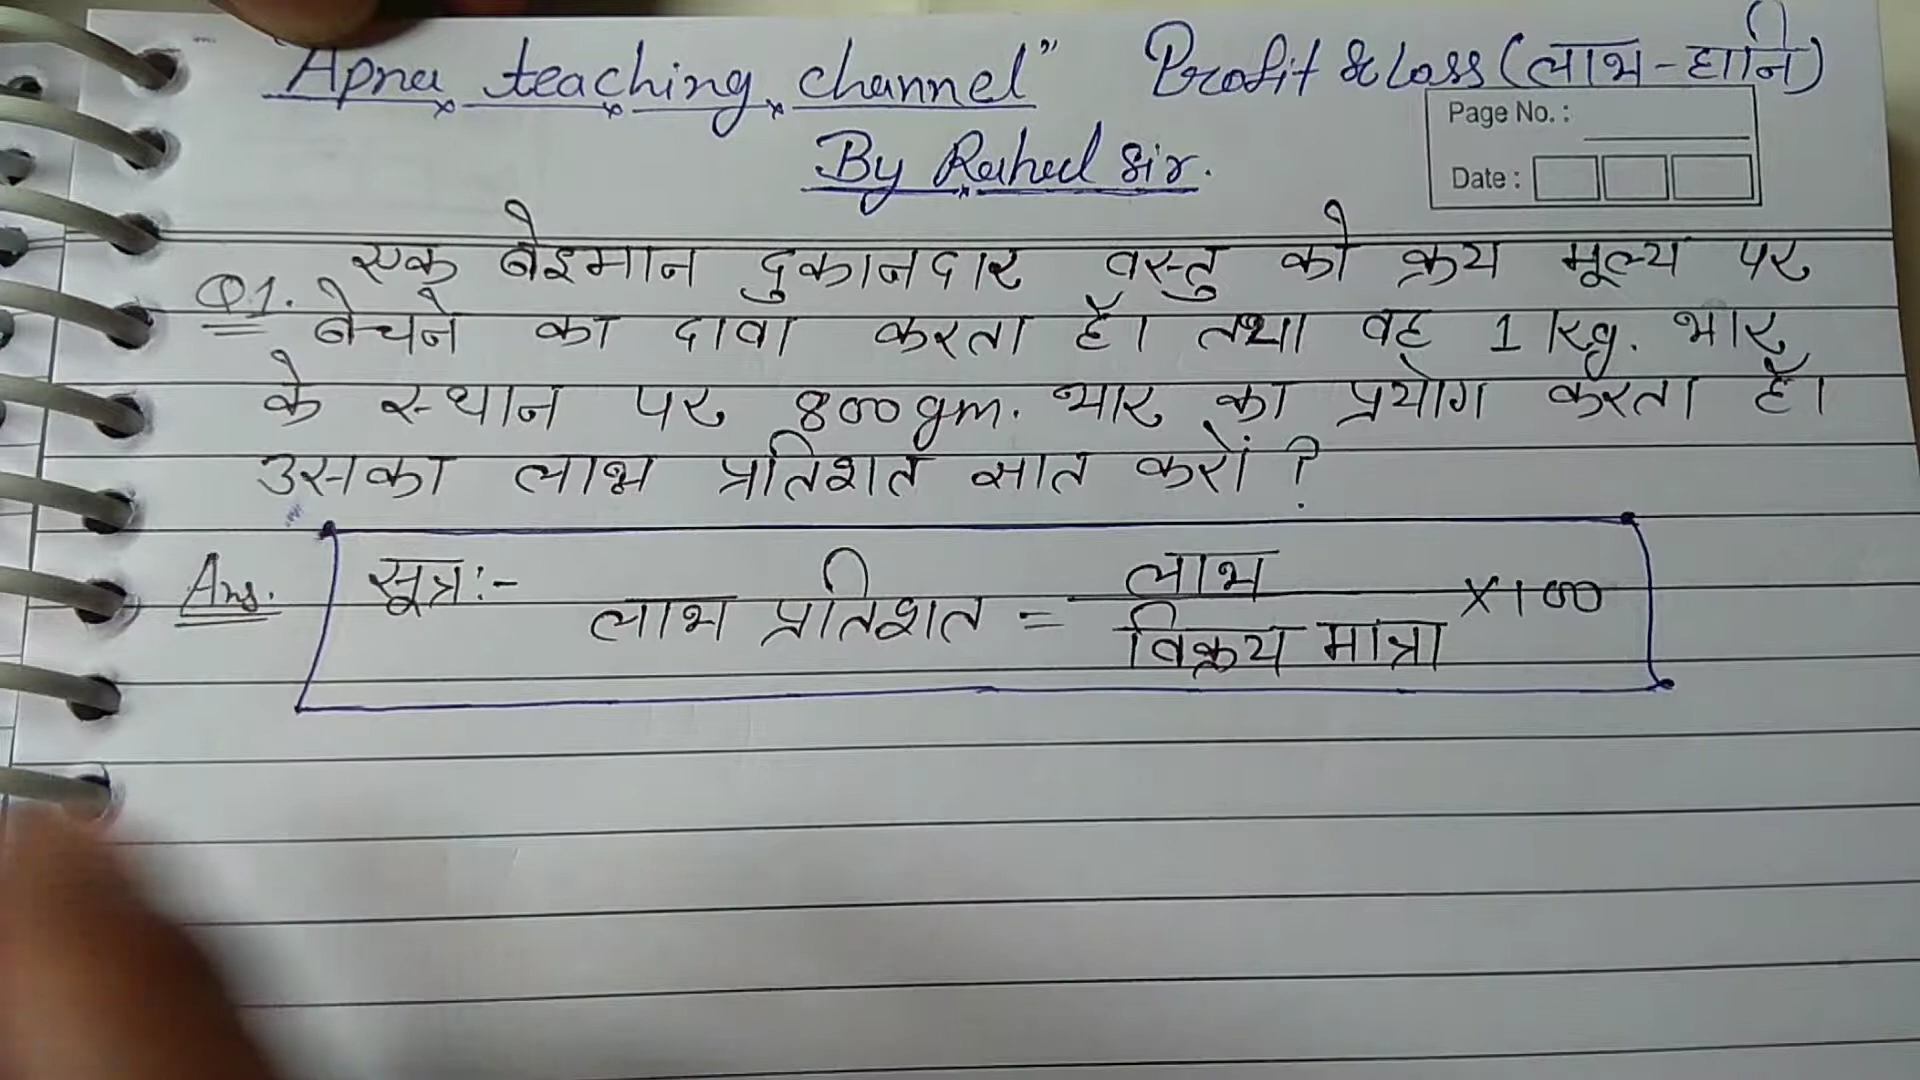 "Apna teaching channel" Profit & Loss (लाभ-हानि)
By Rahul sir.
Page No. :
Date :
Q1. एक बेइमान दुकानदार वस्तु को क्रय मूल्य पर
बेचने का दावा करता है। तथा वह 1 Kg. भार
के स्थान पर 800 gm. भार का प्रयोग करता है।
उसका लाभ प्रतिशत ज्ञात करों ?
Ans. सूत्र:- लाभ प्रतिशत = लाभ / विक्रय मात्रा × 100